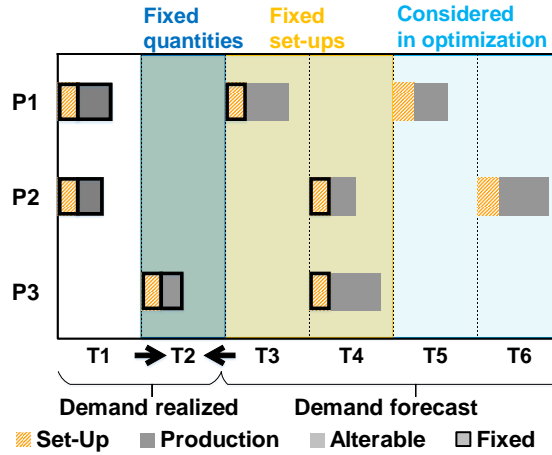 Fixed quantities
Fixed set-ups
Considered in optimization
P1
P2
P3
T1 T2 T3 T4 T5 T6
Demand realized Demand forecast
Set-Up Production Alterable Fixed